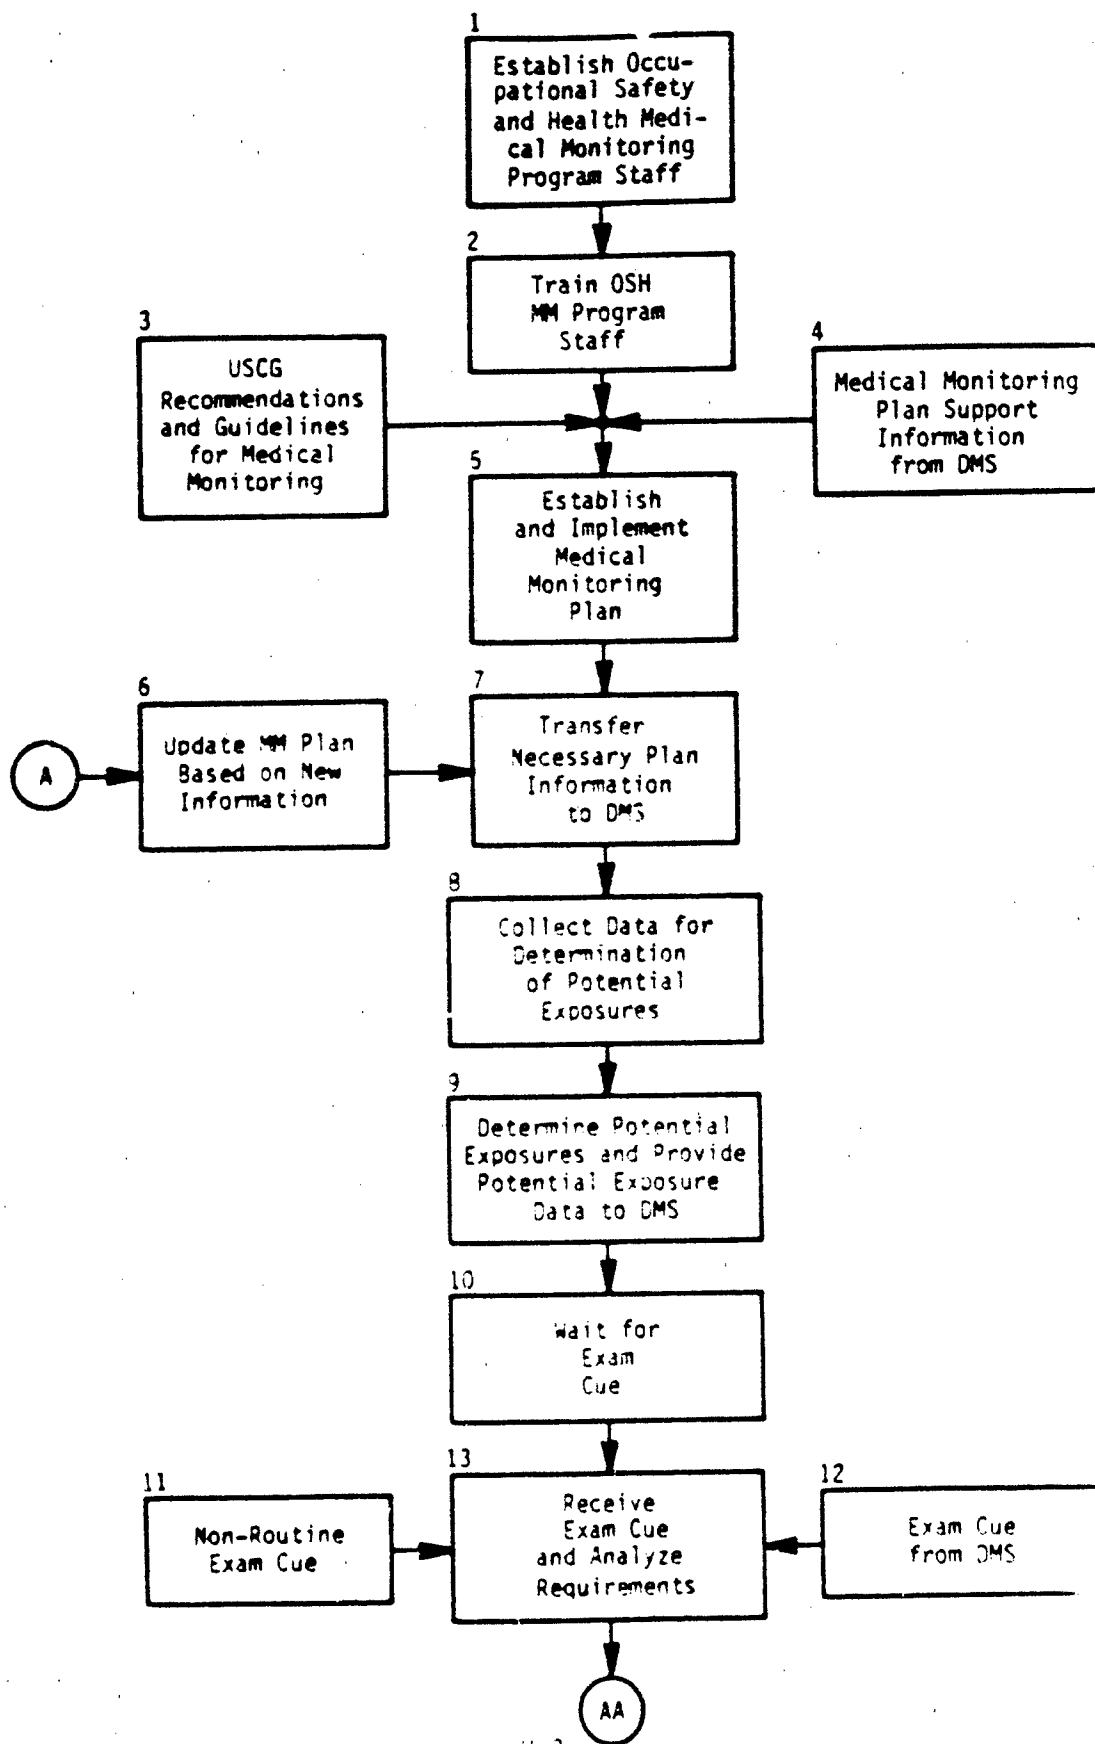 1
Establish Occu-
pational Safety
and Health Medi-
cal Monitoring
Program Staff
2
Train OSH
MM Program
Staff
3
USCG
Recommendations
and Guidelines
for Medical
Monitoring
4
Medical Monitoring
Plan Support
Information
from DMS
5
Establish
and Implement
Medical
Monitoring
Plan
6
Update MM Plan
Based on New
Information
A
7
Transfer
Necessary Plan
Information
to DMS
8
Collect Data for
Determination
of Potential
Exposures
9
Determine Potential
Exposures and Provide
Potential Exposure
Data to DMS
10
Wait for
Exam
Cue
11
Non-Routine
Exam Cue
13
Receive
Exam Cue
and Analyze
Requirements
12
Exam Cue
from DMS
AA